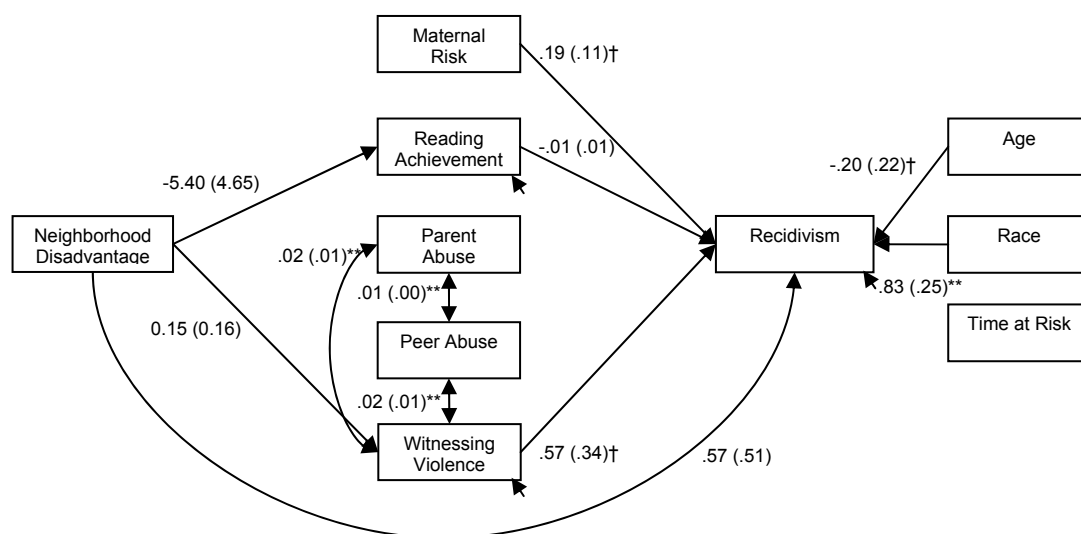 Maternal
Risk
.19 (.11)†
Reading
Achievement
-.01 (.01)
Age
-.20 (.22)†
-5.40 (4.65)
Neighborhood
Disadvantage
.02 (.01)**
Parent
Abuse
Recidivism
Race
.01 (.00)**
.83 (.25)**
0.15 (0.16)
Peer Abuse
Time at Risk
.02 (.01)**
Witnessing
Violence
.57 (.34)†
.57 (.51)